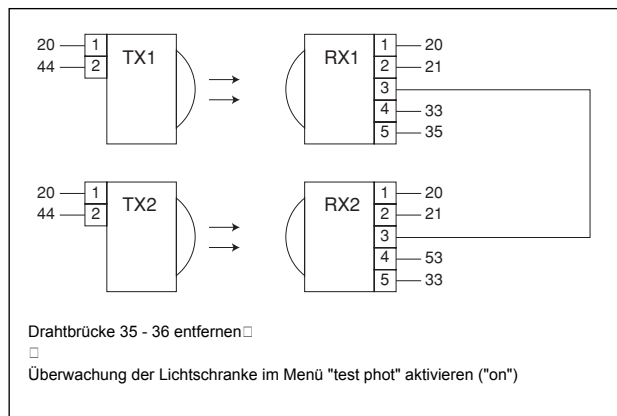 20 1 TX1 RX1 1 20
44 2 2 21
3
4 33
5 35
20 1 TX2 RX2 1 20
44 2 2 21
3
4 53
5 33
Drahtbrücke 35 - 36 entfernen□
□
Überwachung der Lichtschranke im Menü "test phot" aktivieren ("on")